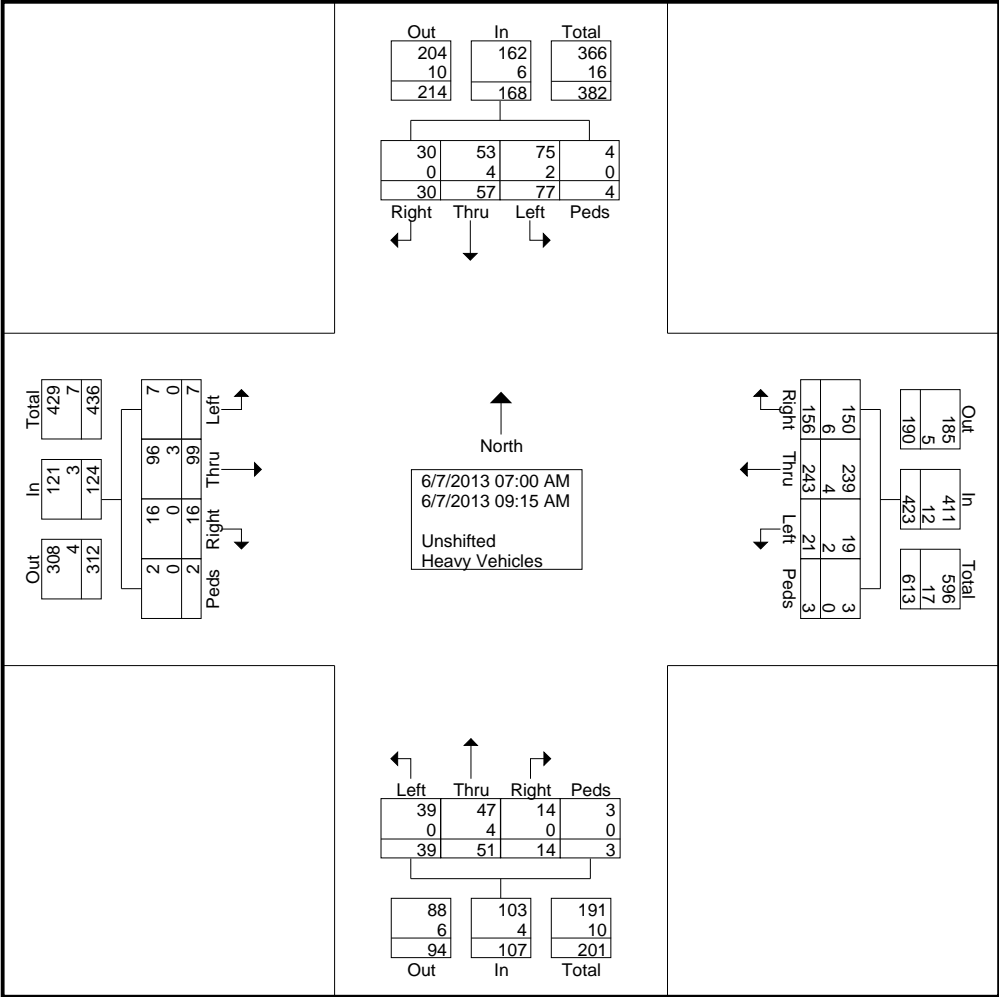 Out In Total
204 162 366
10 6 16
214 168 382
30 53 75 4
0 4 2 0
30 57 77 4
Right Thru Left Peds
Total
429 7 436
In
121 3 124
Out
308 4 312
7 0 7
Left
96 3 99
Thru
16 0 16
Right
2 0 2
Peds
North
6/7/2013 07:00 AM
6/7/2013 09:15 AM
Unshifted
Heavy Vehicles
Right
150
6
156
Thru
239
4
243
Left
19
2
21
Peds
3
0
3
Out
185
5
190
In
411
12
423
Total
596
17
613
Left Thru Right Peds
39 47 14 3
0 4 0 0
39 51 14 3
88 103 191
6 4 10
94 107 201
Out In Total